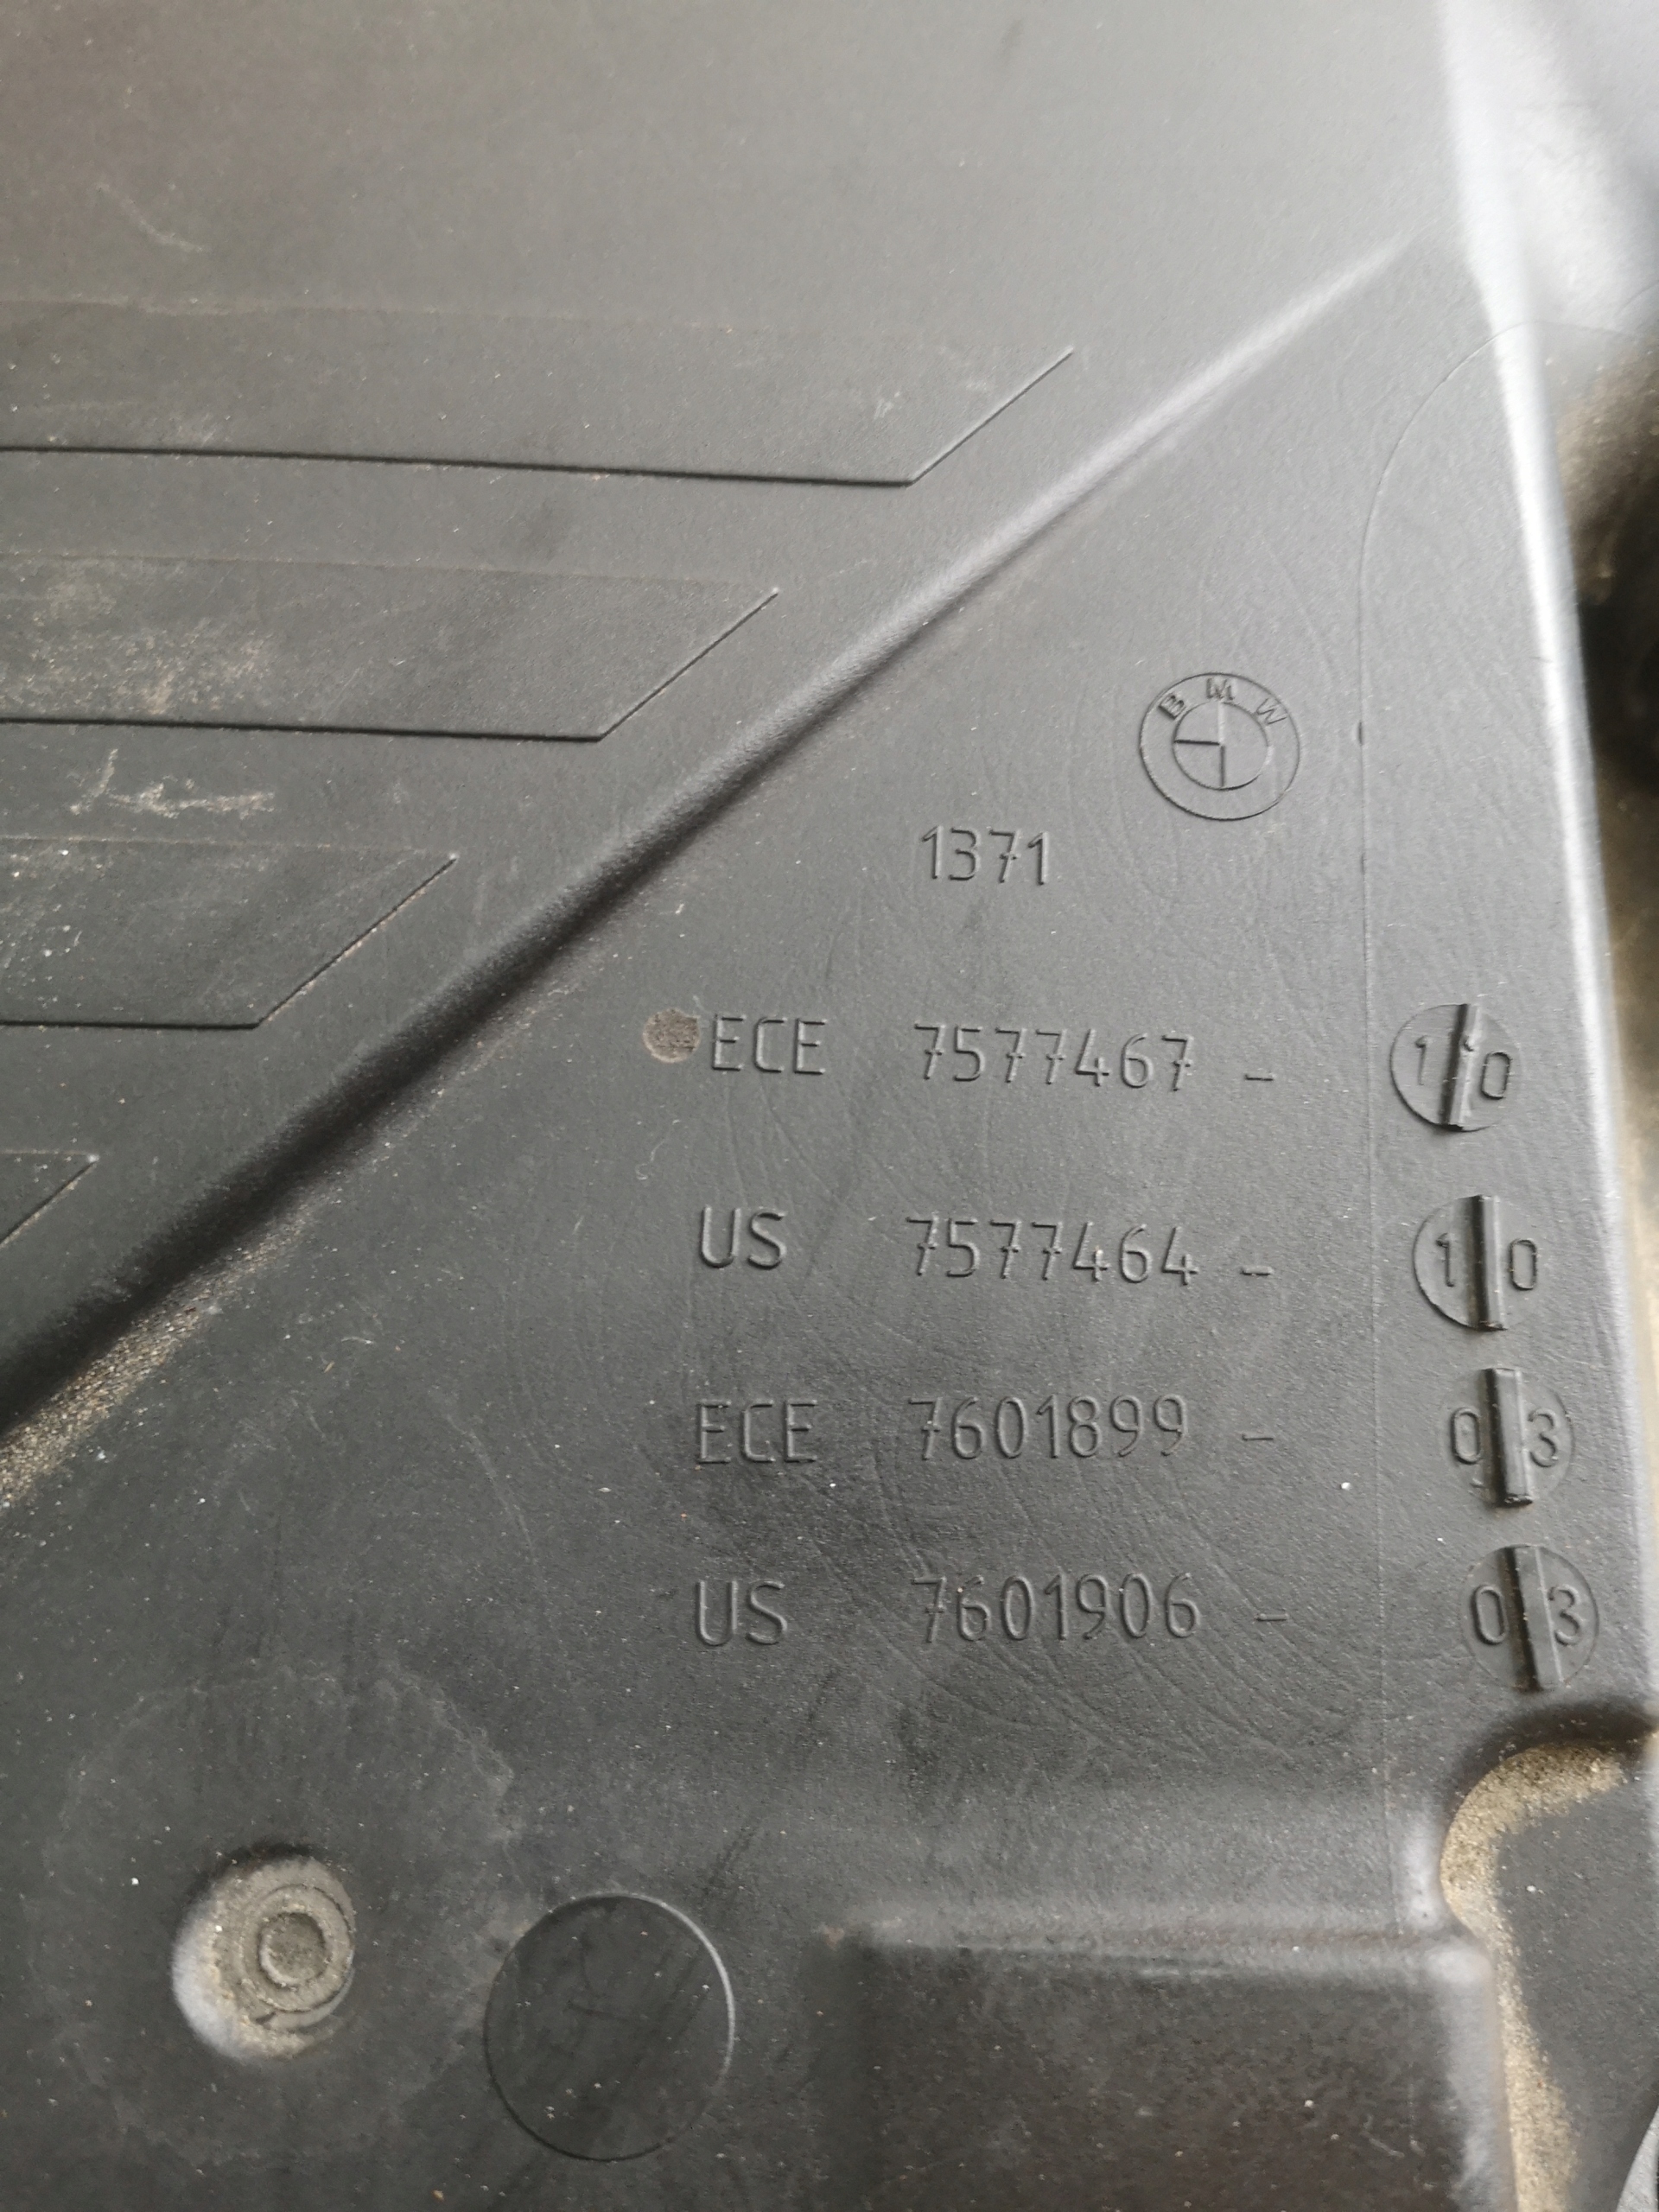 BMW
1371
ECE 7577467 - 10
US 7577464 - 10
ECE 7601899 - 03
US 7601906 - 03